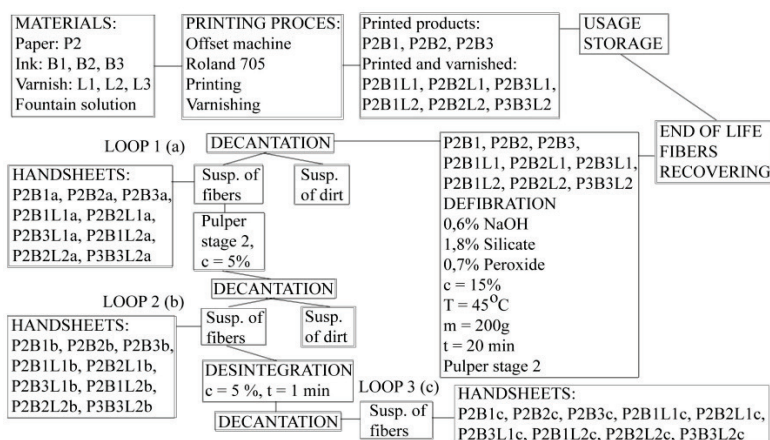 MATERIALS:
Paper: P2
Ink: B1, B2, B3
Varnish: L1, L2, L3
Fountain solution
PRINTING PROCES:
Offset machine
Roland 705
Printing
Varnishing
Printed products:
P2B1, P2B2, P2B3
Printed and varnished:
P2B1L1, P2B2L1, P2B3L1,
P2B1L2, P2B2L2, P3B3L2
USAGE
STORAGE
END OF LIFE
FIBERS
RECOVERING
P2B1, P2B2, P2B3,
P2B1L1, P2B2L1, P2B3L1,
P2B1L2, P2B2L2, P3B3L2
DEFIBRATION
0,6% NaOH
1,8% Silicate
0,7% Peroxide
c = 15%
T = 45°C
m = 200g
t = 20 min
Pulper stage 2
LOOP 1 (a)
DECANTATION
Susp. of
fibers
Susp.
of dirt
HANDSHEETS:
P2B1a, P2B2a, P2B3a,
P2B1L1a, P2B2L1a,
P2B3L1a, P2B1L2a,
P2B2L2a, P3B3L2a
Pulper
stage 2,
c = 5%
DECANTATION
LOOP 2 (b)
Susp. of
fibers
Susp.
of dirt
HANDSHEETS:
P2B1b, P2B2b, P2B3b,
P2B1L1b, P2B2L1b,
P2B3L1b, P2B1L2b,
P2B2L2b, P3B3L2b
DESINTEGRATION
c = 5 %, t = 1 min
DECANTATION
LOOP 3 (c)
Susp. of
fibers
HANDSHEETS:
P2B1c, P2B2c, P2B3c, P2B1L1c, P2B2L1c,
P2B3L1c, P2B1L2c, P2B2L2c, P3B3L2c